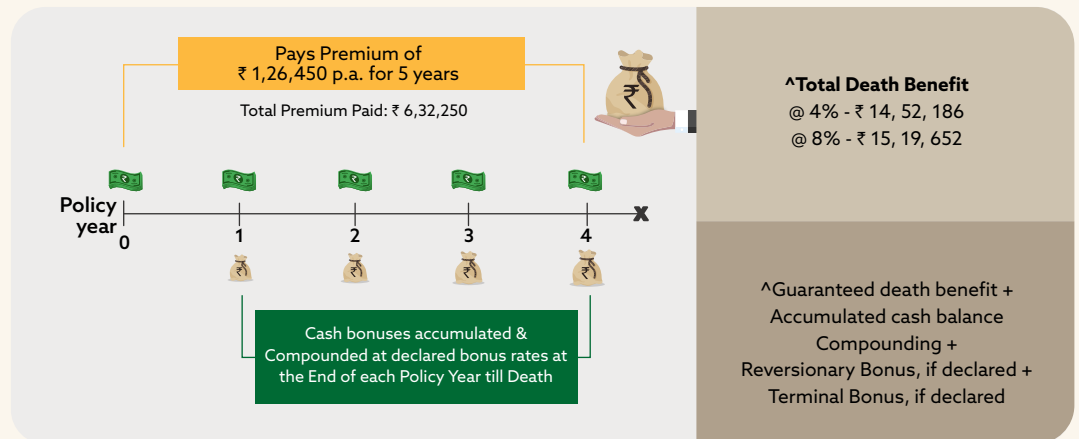 Pays Premium of
₹ 1,26,450 p.a. for 5 years
Total Premium Paid: ₹ 6,32,250
₹
₹ ₹ ₹ ₹ ₹
Policy
year
0 1 2 3 4
x
₹ ₹ ₹ ₹
Cash bonuses accumulated &
Compounded at declared bonus rates at
the End of each Policy Year till Death
^Total Death Benefit
@ 4% - ₹ 14, 52, 186
@ 8% - ₹ 15, 19, 652
^Guaranteed death benefit +
Accumulated cash balance
Compounding +
Reversionary Bonus, if declared +
Terminal Bonus, if declared